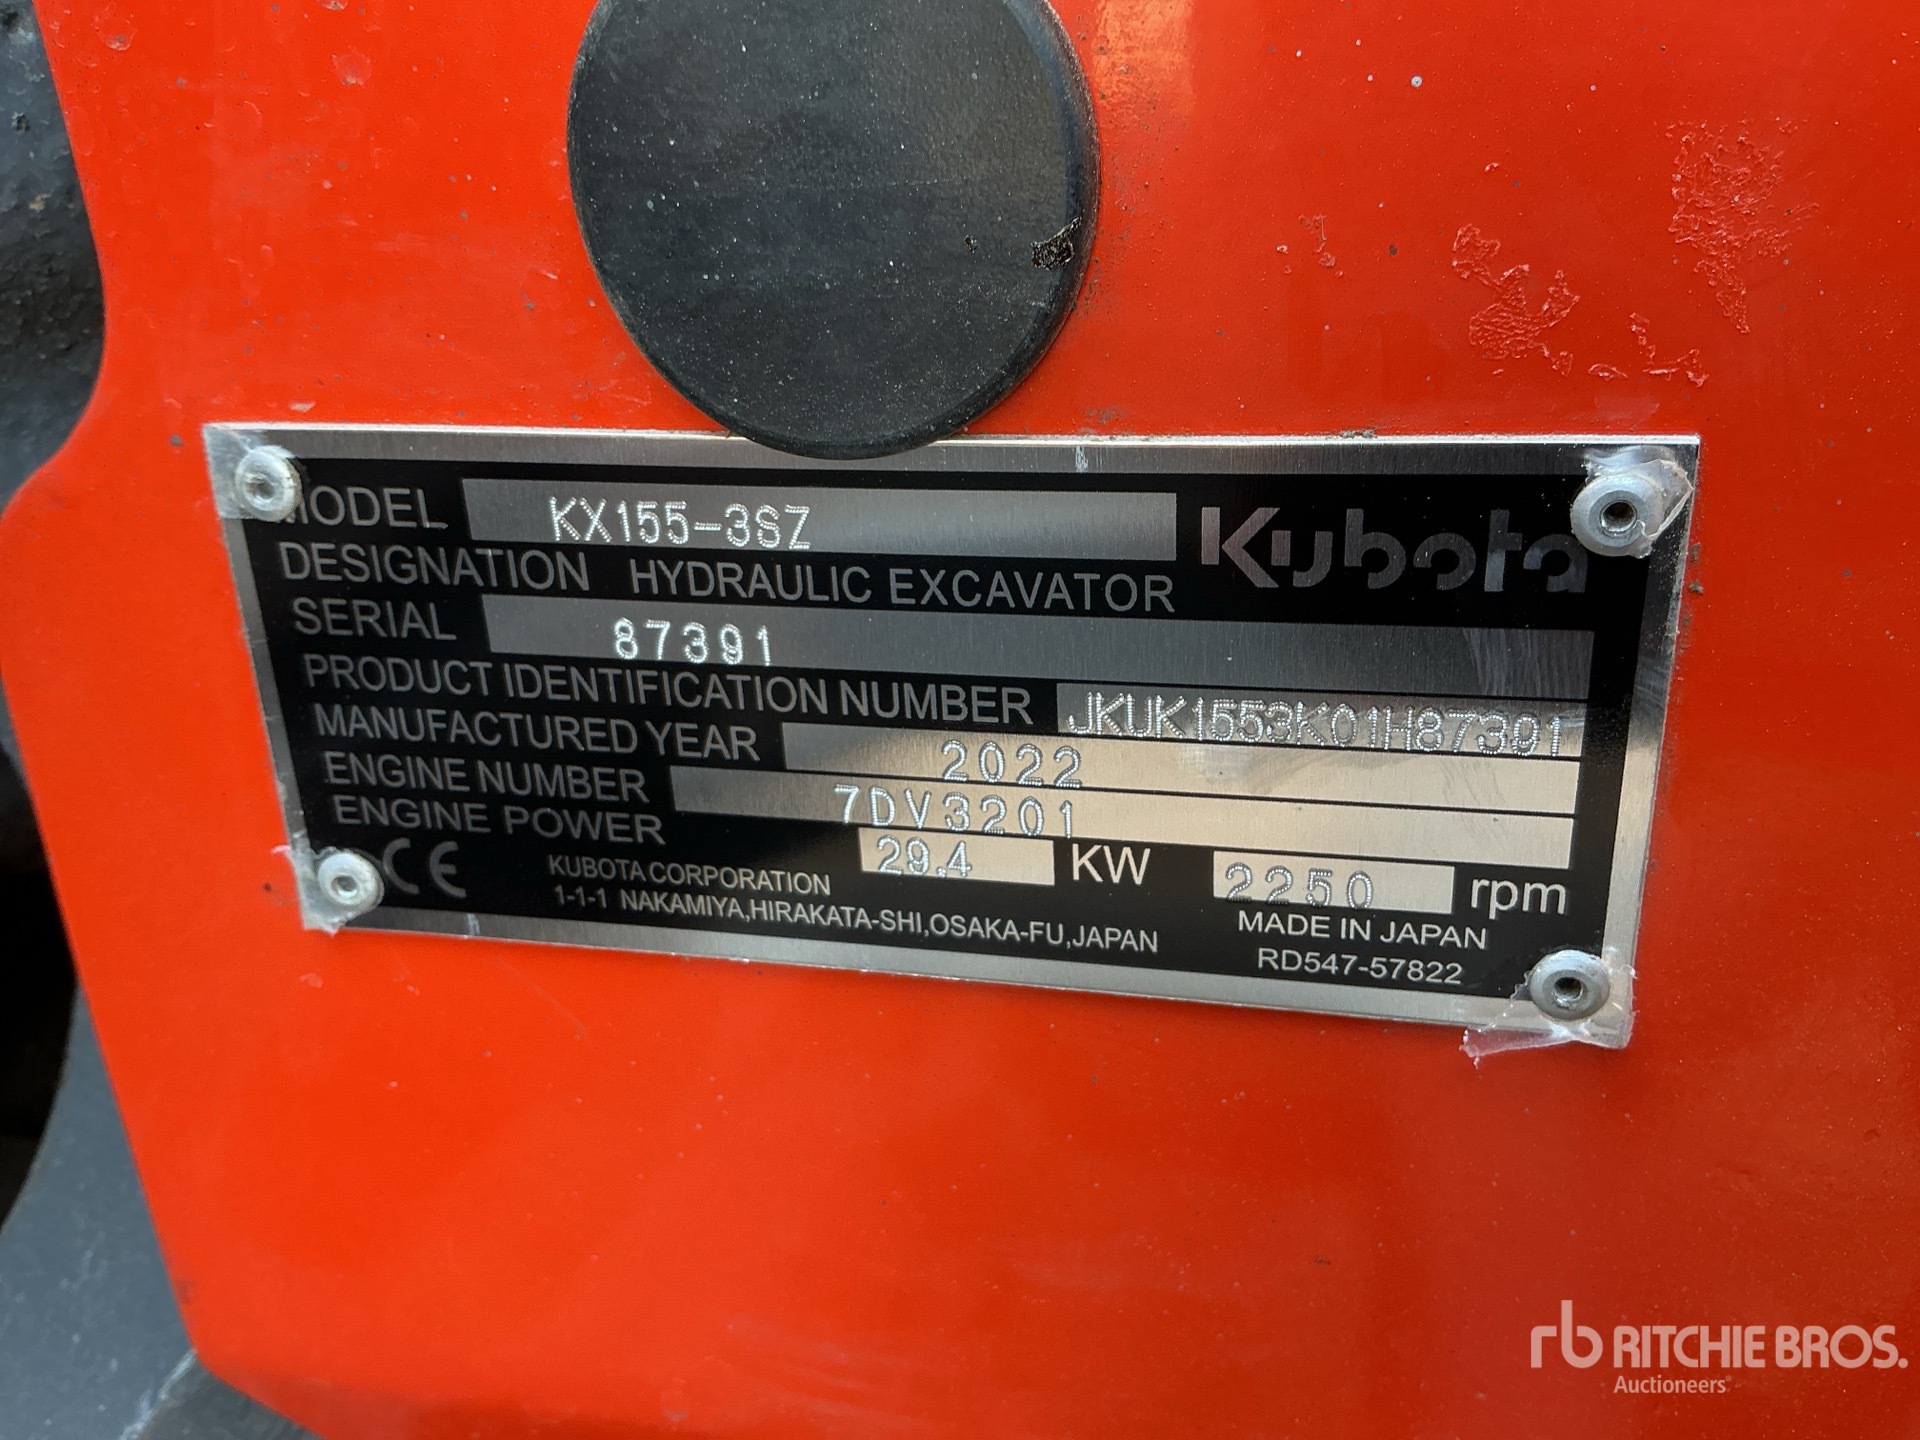 MODEL KX155-3SZ Kubota
DESIGNATION HYDRAULIC EXCAVATOR
SERIAL 87391
PRODUCT IDENTIFICATION NUMBER JKUK1553K01H87391
MANUFACTURED YEAR 2022
ENGINE NUMBER 7DV3201
ENGINE POWER 29.4 KW 2250 rpm
CE
KUBOTA CORPORATION
1-1-1 NAKAMIYA,HIRAKATA-SHI,OSAKA-FU,JAPAN
MADE IN JAPAN
RD547-57822
rb RITCHIE BROS.
Auctioneers